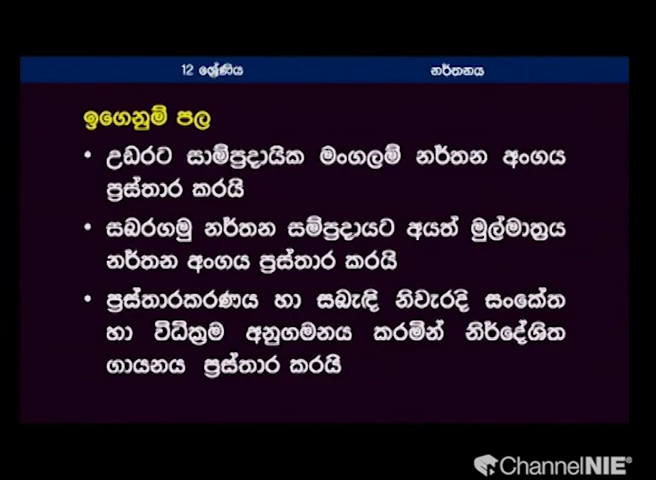 12 ශ්‍රේණිය නර්තනය
ඉගෙනුම් පල
• උඩරට සාම්ප්‍රදායික මංගලම් නර්තන අංගය
ප්‍රස්තාර කරයි
• සබරගමු නර්තන සම්ප්‍රදායට අයත් මුල්මාත්‍රය
නර්තන අංගය ප්‍රස්තාර කරයි
• ප්‍රස්තාරකරණය හා සබැඳි නිවැරදි සංකේත
හා විධික්‍රම අනුගමනය කරමින් නිර්දේශිත
ගායනය ප්‍රස්තාර කරයි
ChannelNIE®